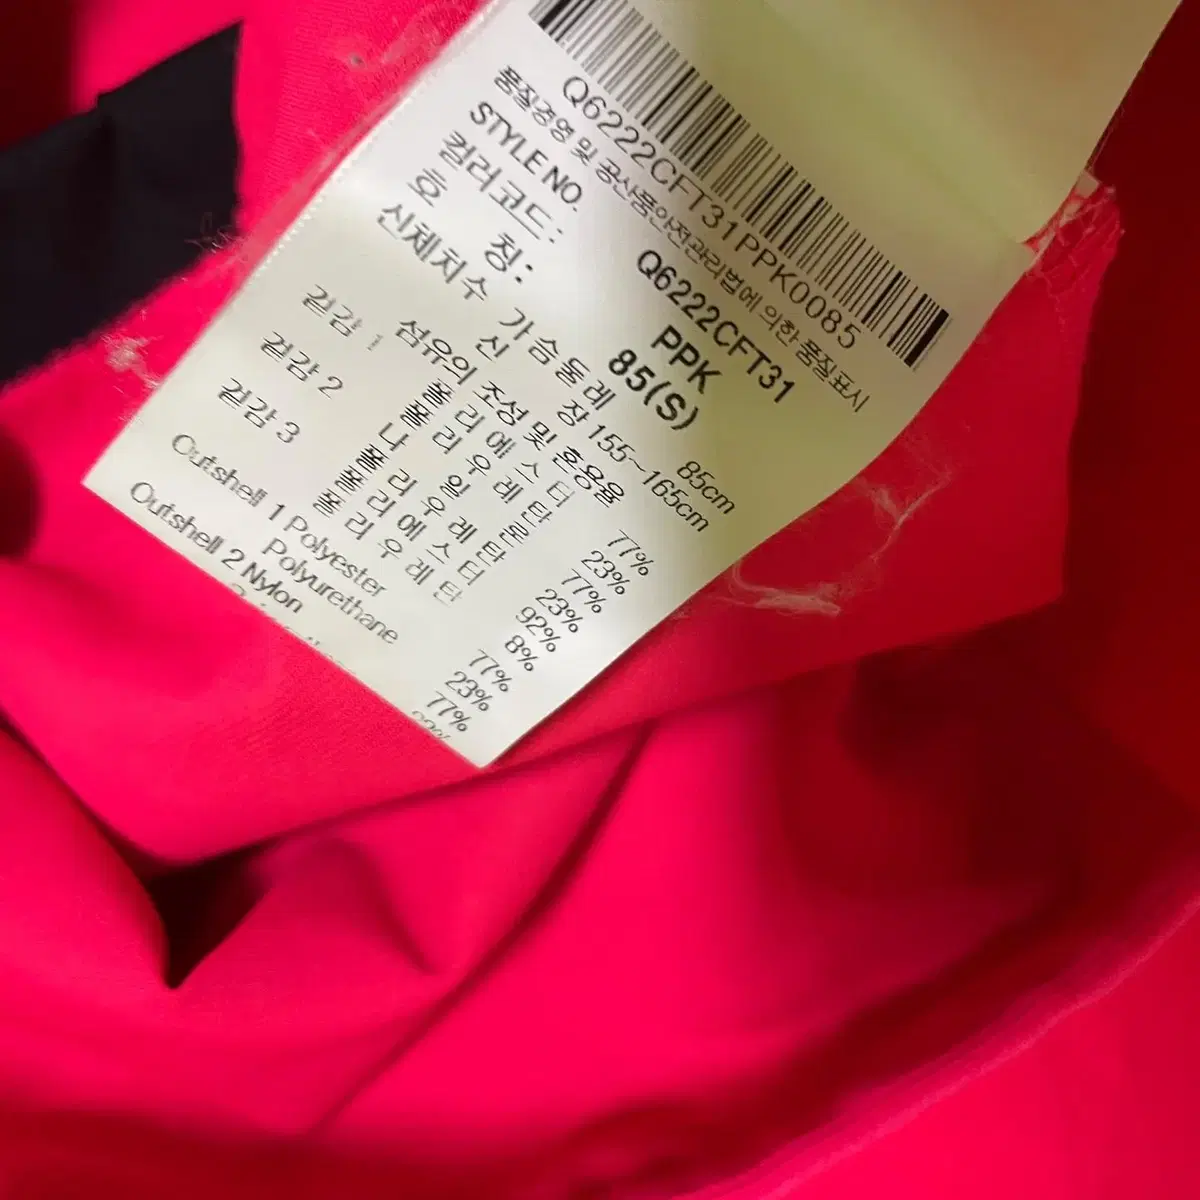 Q6222CFT31PPK0085
품질경영 및 공산품안전관리법에 의한 품질표시
STYLE NO. Q6222CFT31
컬러코드: PPK
호 칭: 85(S)
신체치수 가슴둘레 85cm
신 장 155~165cm
섬유의 조성및 혼용율
겉감 1 폴리에스터 77%
폴리우레탄 23%
겉감 2 나 일 론 77%
폴리우레탄 23%
겉감 3 폴리에스터 92%
폴리우레탄 8%
Outshell 1 Polyester 77%
Polyurethane 23%
Outshell 2 Nylon 77%